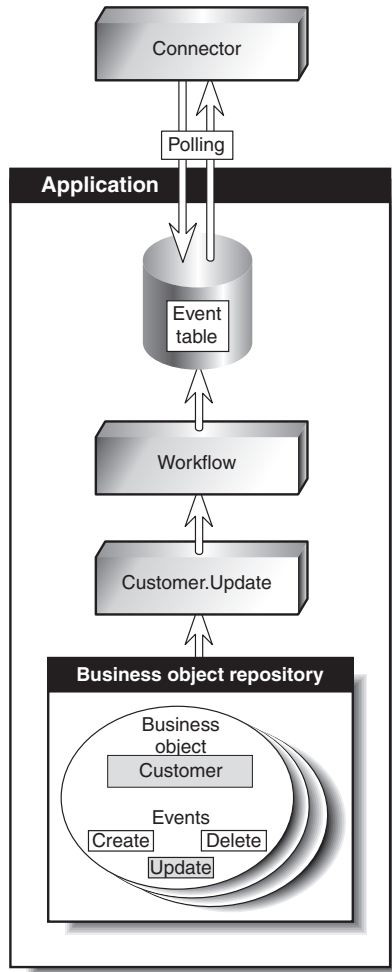 Connector
Polling
Application
Event
table
Workflow
Customer.Update
Business object repository
Business
object
Customer
Events
Create
Delete
Update